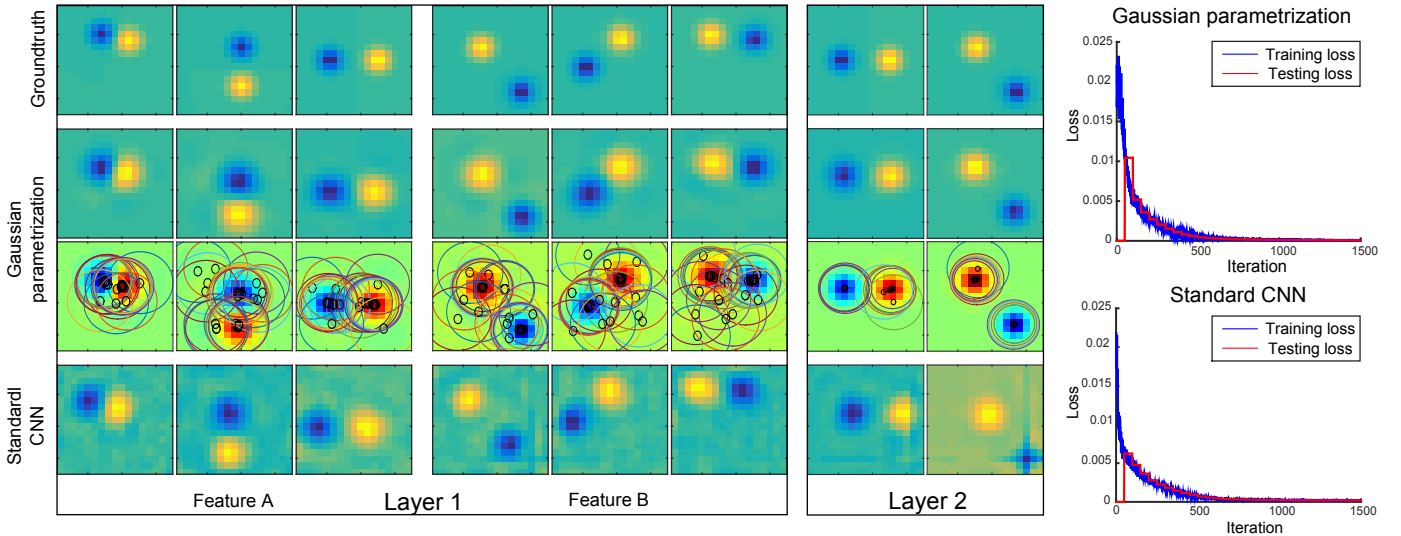 Groundtruth
Gaussian
parametrization
Standardl
CNN
Feature A
Layer 1
Feature B
Layer 2
Gaussian parametrization
0.025
0.02
0.015
0.01
0.005
0
Loss
Training loss
Testing loss
0
500
1000
1500
Iteration
Standard CNN
0.025
0.02
0.015
0.01
0.005
0
Loss
Training loss
Testing loss
0
500
1000
1500
Iteration